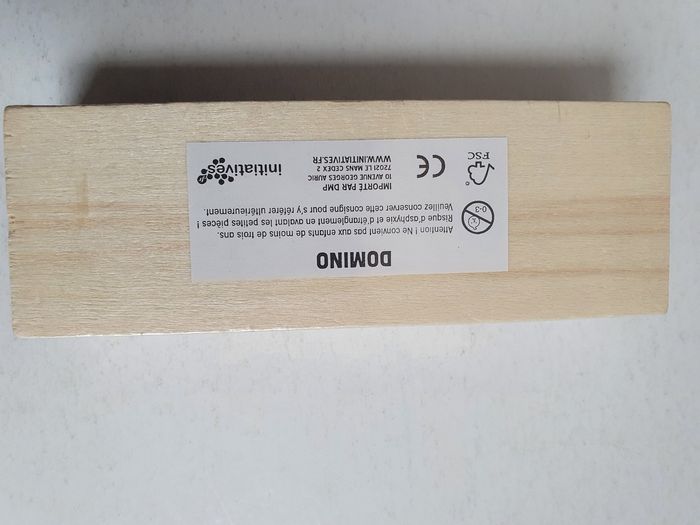 DOMINO
Attention ! Ne convient pas aux enfants de moins de trois ans.
Risque d'asphyxie et d'étranglement en avalant les petites pièces !
Veuillez conserver cette consigne pour s'y référer ultérieurement.
0-3
IMPORTÉ PAR DMP
10 AVENUE GEORGES AURIC
72021 LE MANS CEDEX 2
WWW.INITIATIVES.FR
initiatives
CE
FSC